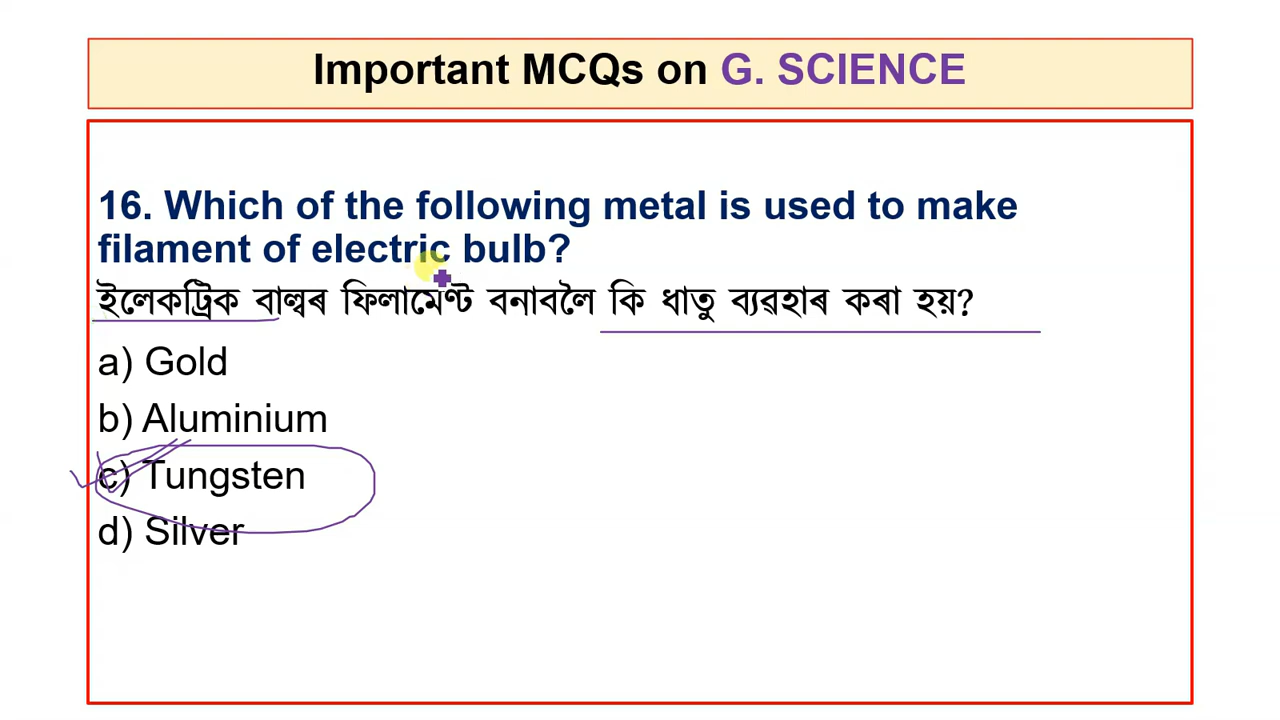 Important MCQs on G. SCIENCE
16. Which of the following metal is used to make
filament of electric bulb?
ইলেকট্ৰিক বাল্বৰ ফিলামেণ্ট বনাবলৈ কি ধাতু ব্যৱহাৰ কৰা হয়?
a) Gold
b) Aluminium
c) Tungsten
d) Silver